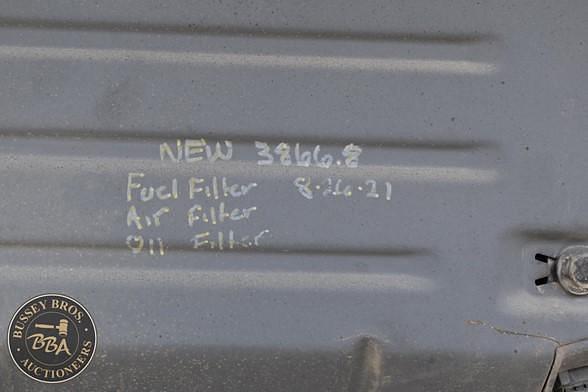 NEW 3866.8
Fuel Filter 8.26.21
Air Filter
Oil Filter
BUSSEY BROS.
BBA
AUCTIONEERS